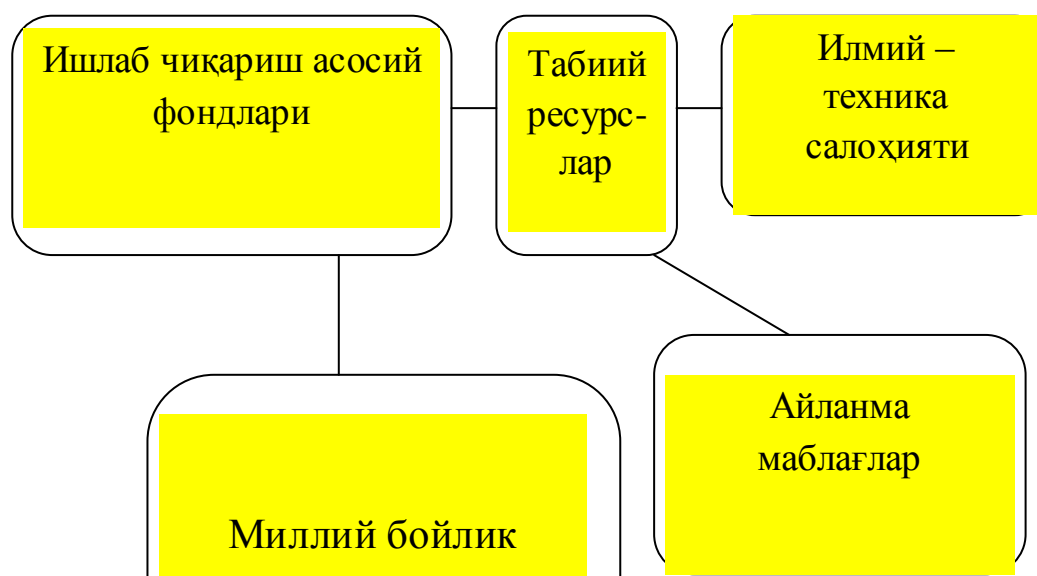 Ишлаб чиқариш асосий
фондлари
Табиий
ресурс-
лар
Илмий –
техника
салоҳияти
Айланма
маблағлар
Миллий бойлик